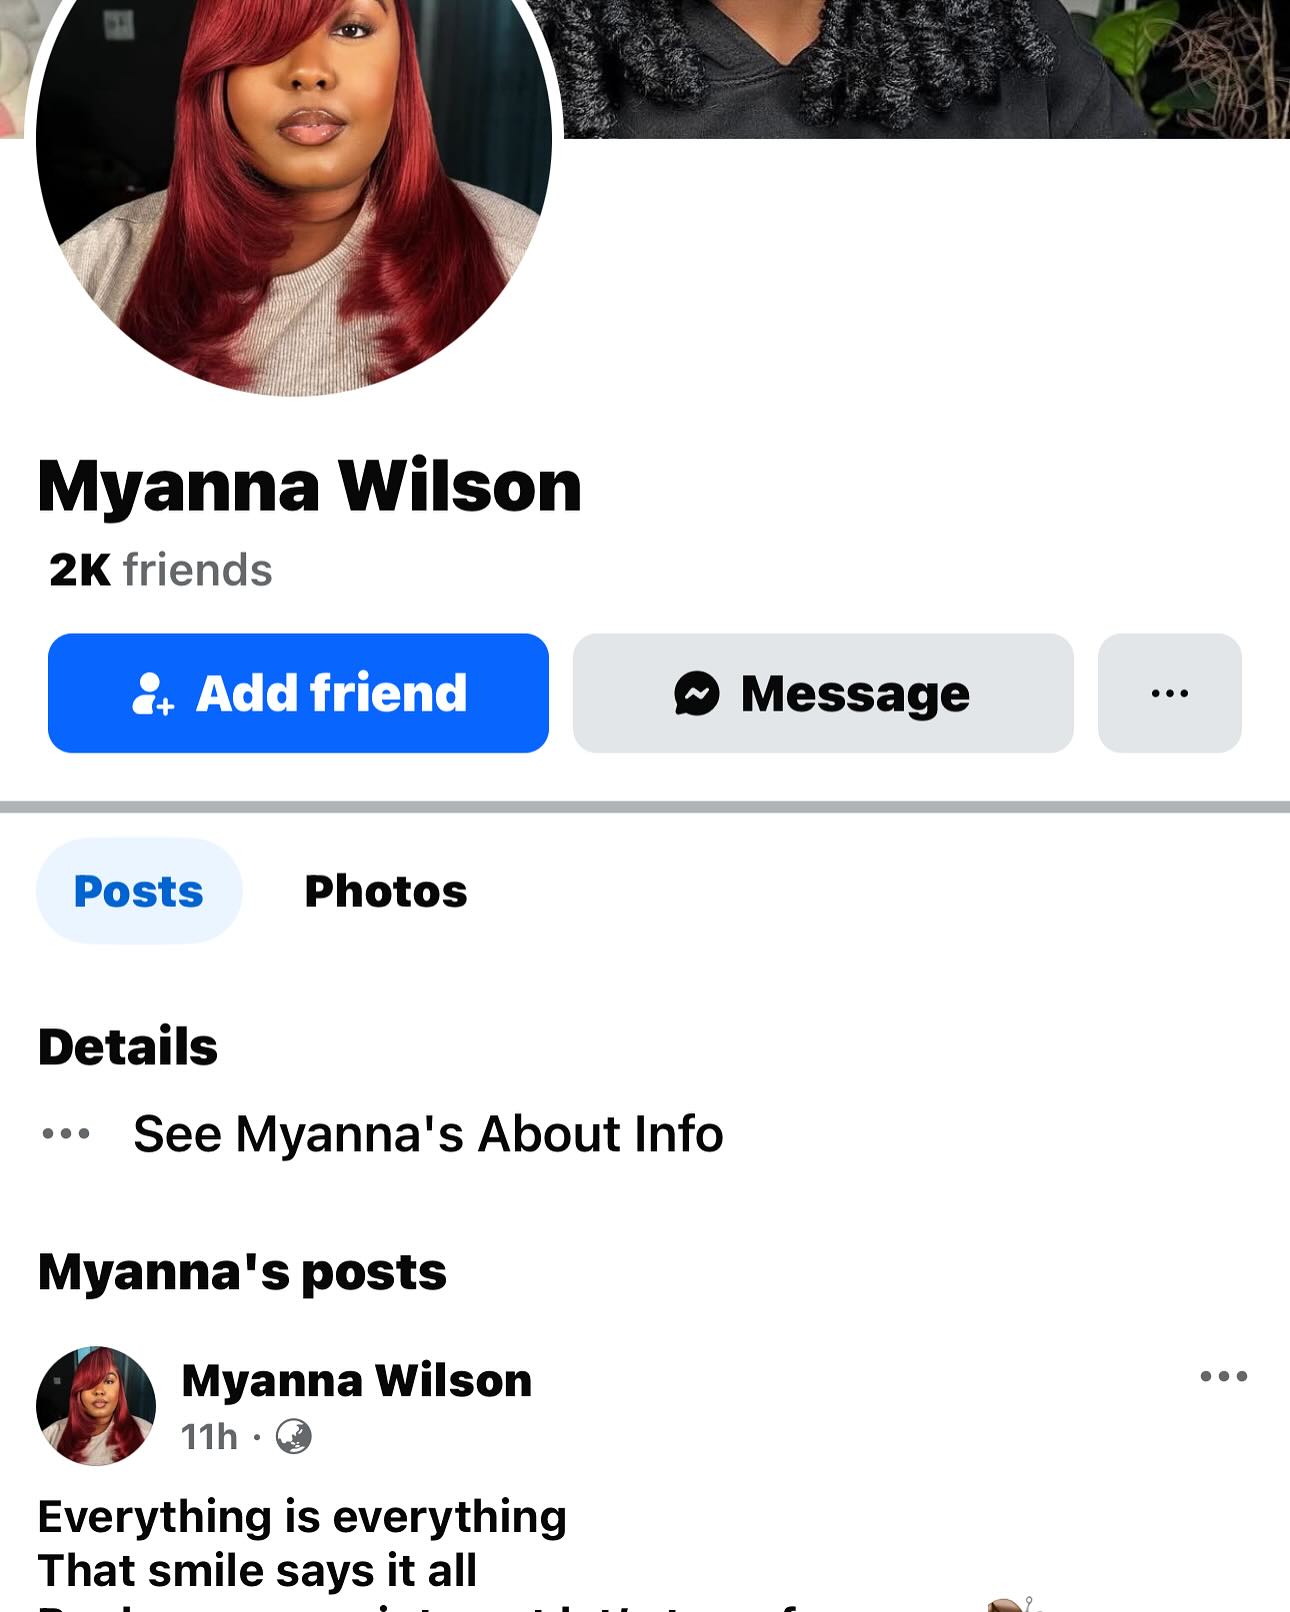 Myanna Wilson
2K friends
Add friend
Message
Posts
Photos
Details
See Myanna's About Info
Myanna's posts
Myanna Wilson
11h ·
Everything is everything
That smile says it all